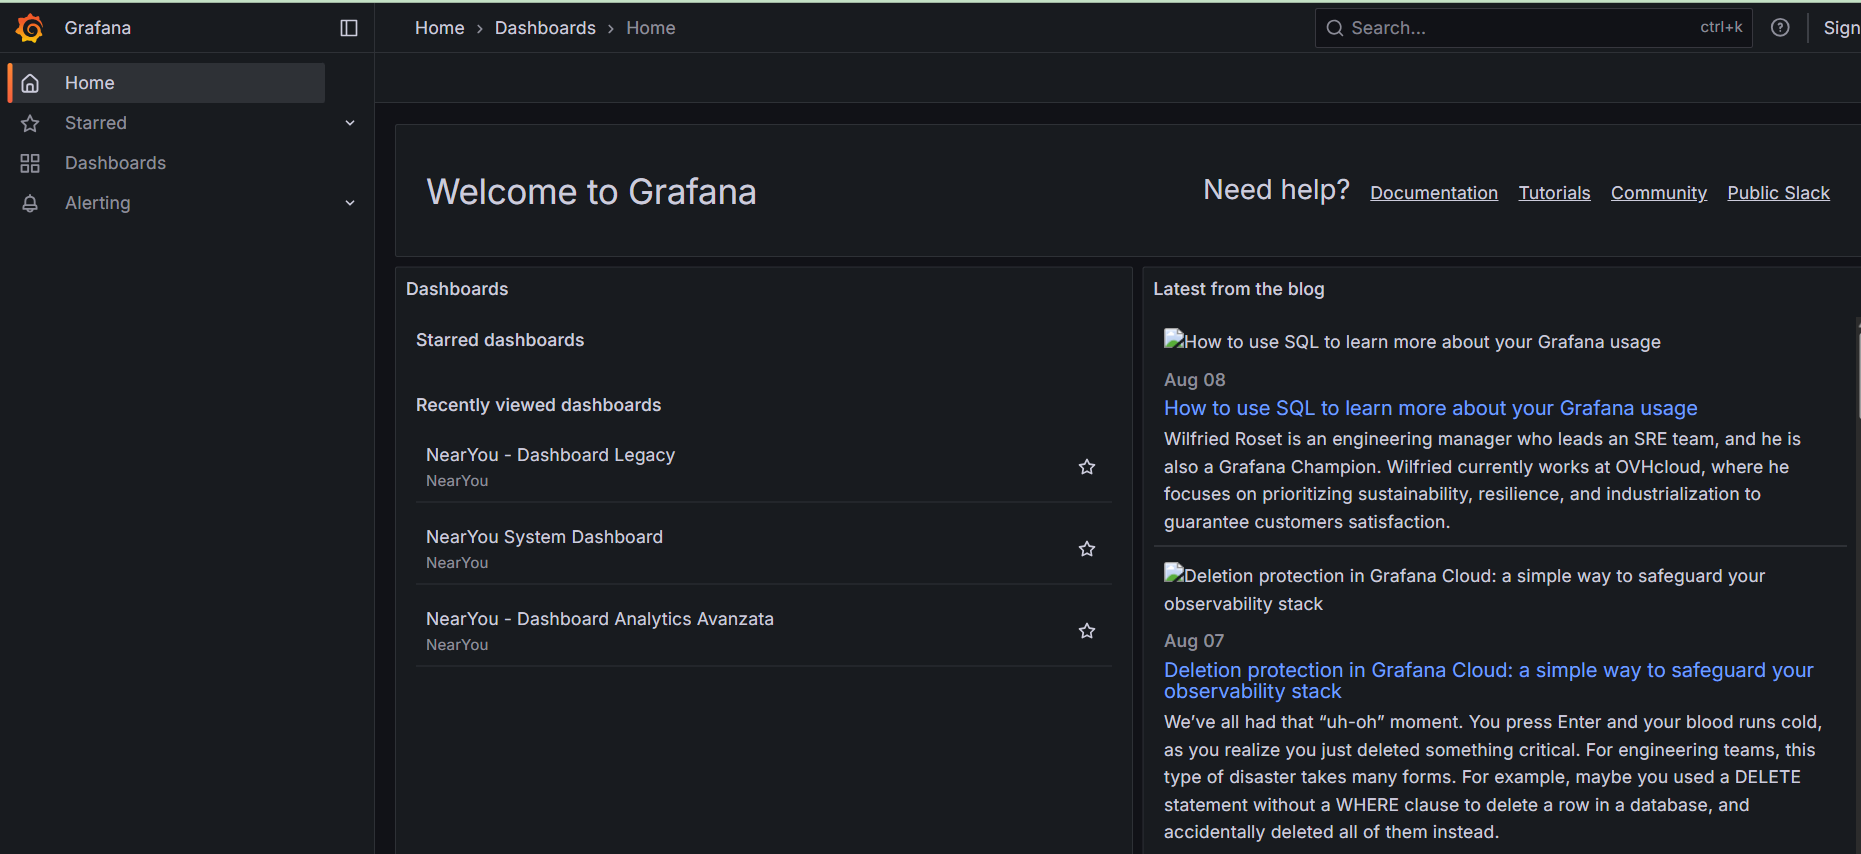 Grafana
Home › Dashboards › Home
Search...
ctrl+k
Sign
Home
Starred
Dashboards
Alerting
Welcome to Grafana
Need help?
Documentation
Tutorials
Community
Public Slack
Dashboards
Starred dashboards
Recently viewed dashboards
NearYou - Dashboard Legacy
NearYou
NearYou System Dashboard
NearYou
NearYou - Dashboard Analytics Avanzata
NearYou
Latest from the blog
How to use SQL to learn more about your Grafana usage
Aug 08
How to use SQL to learn more about your Grafana usage
Wilfried Roset is an engineering manager who leads an SRE team, and he is
also a Grafana Champion. Wilfried currently works at OVHcloud, where he
focuses on prioritizing sustainability, resilience, and industrialization to
guarantee customers satisfaction.
Deletion protection in Grafana Cloud: a simple way to safeguard your
observability stack
Aug 07
Deletion protection in Grafana Cloud: a simple way to safeguard your
observability stack
We’ve all had that “uh-oh” moment. You press Enter and your blood runs cold,
as you realize you just deleted something critical. For engineering teams, this
type of disaster takes many forms. For example, maybe you used a DELETE
statement without a WHERE clause to delete a row in a database, and
accidentally deleted all of them instead.